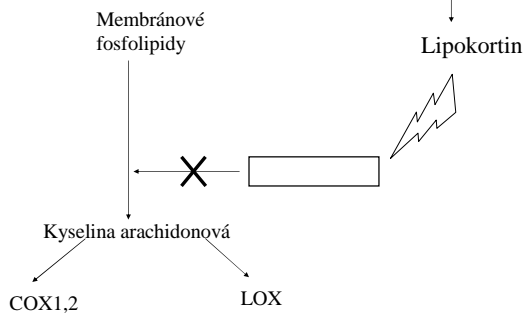 Membránové
fosfolipidy
Lipokortin
Kyselina arachidonová
COX1,2
LOX